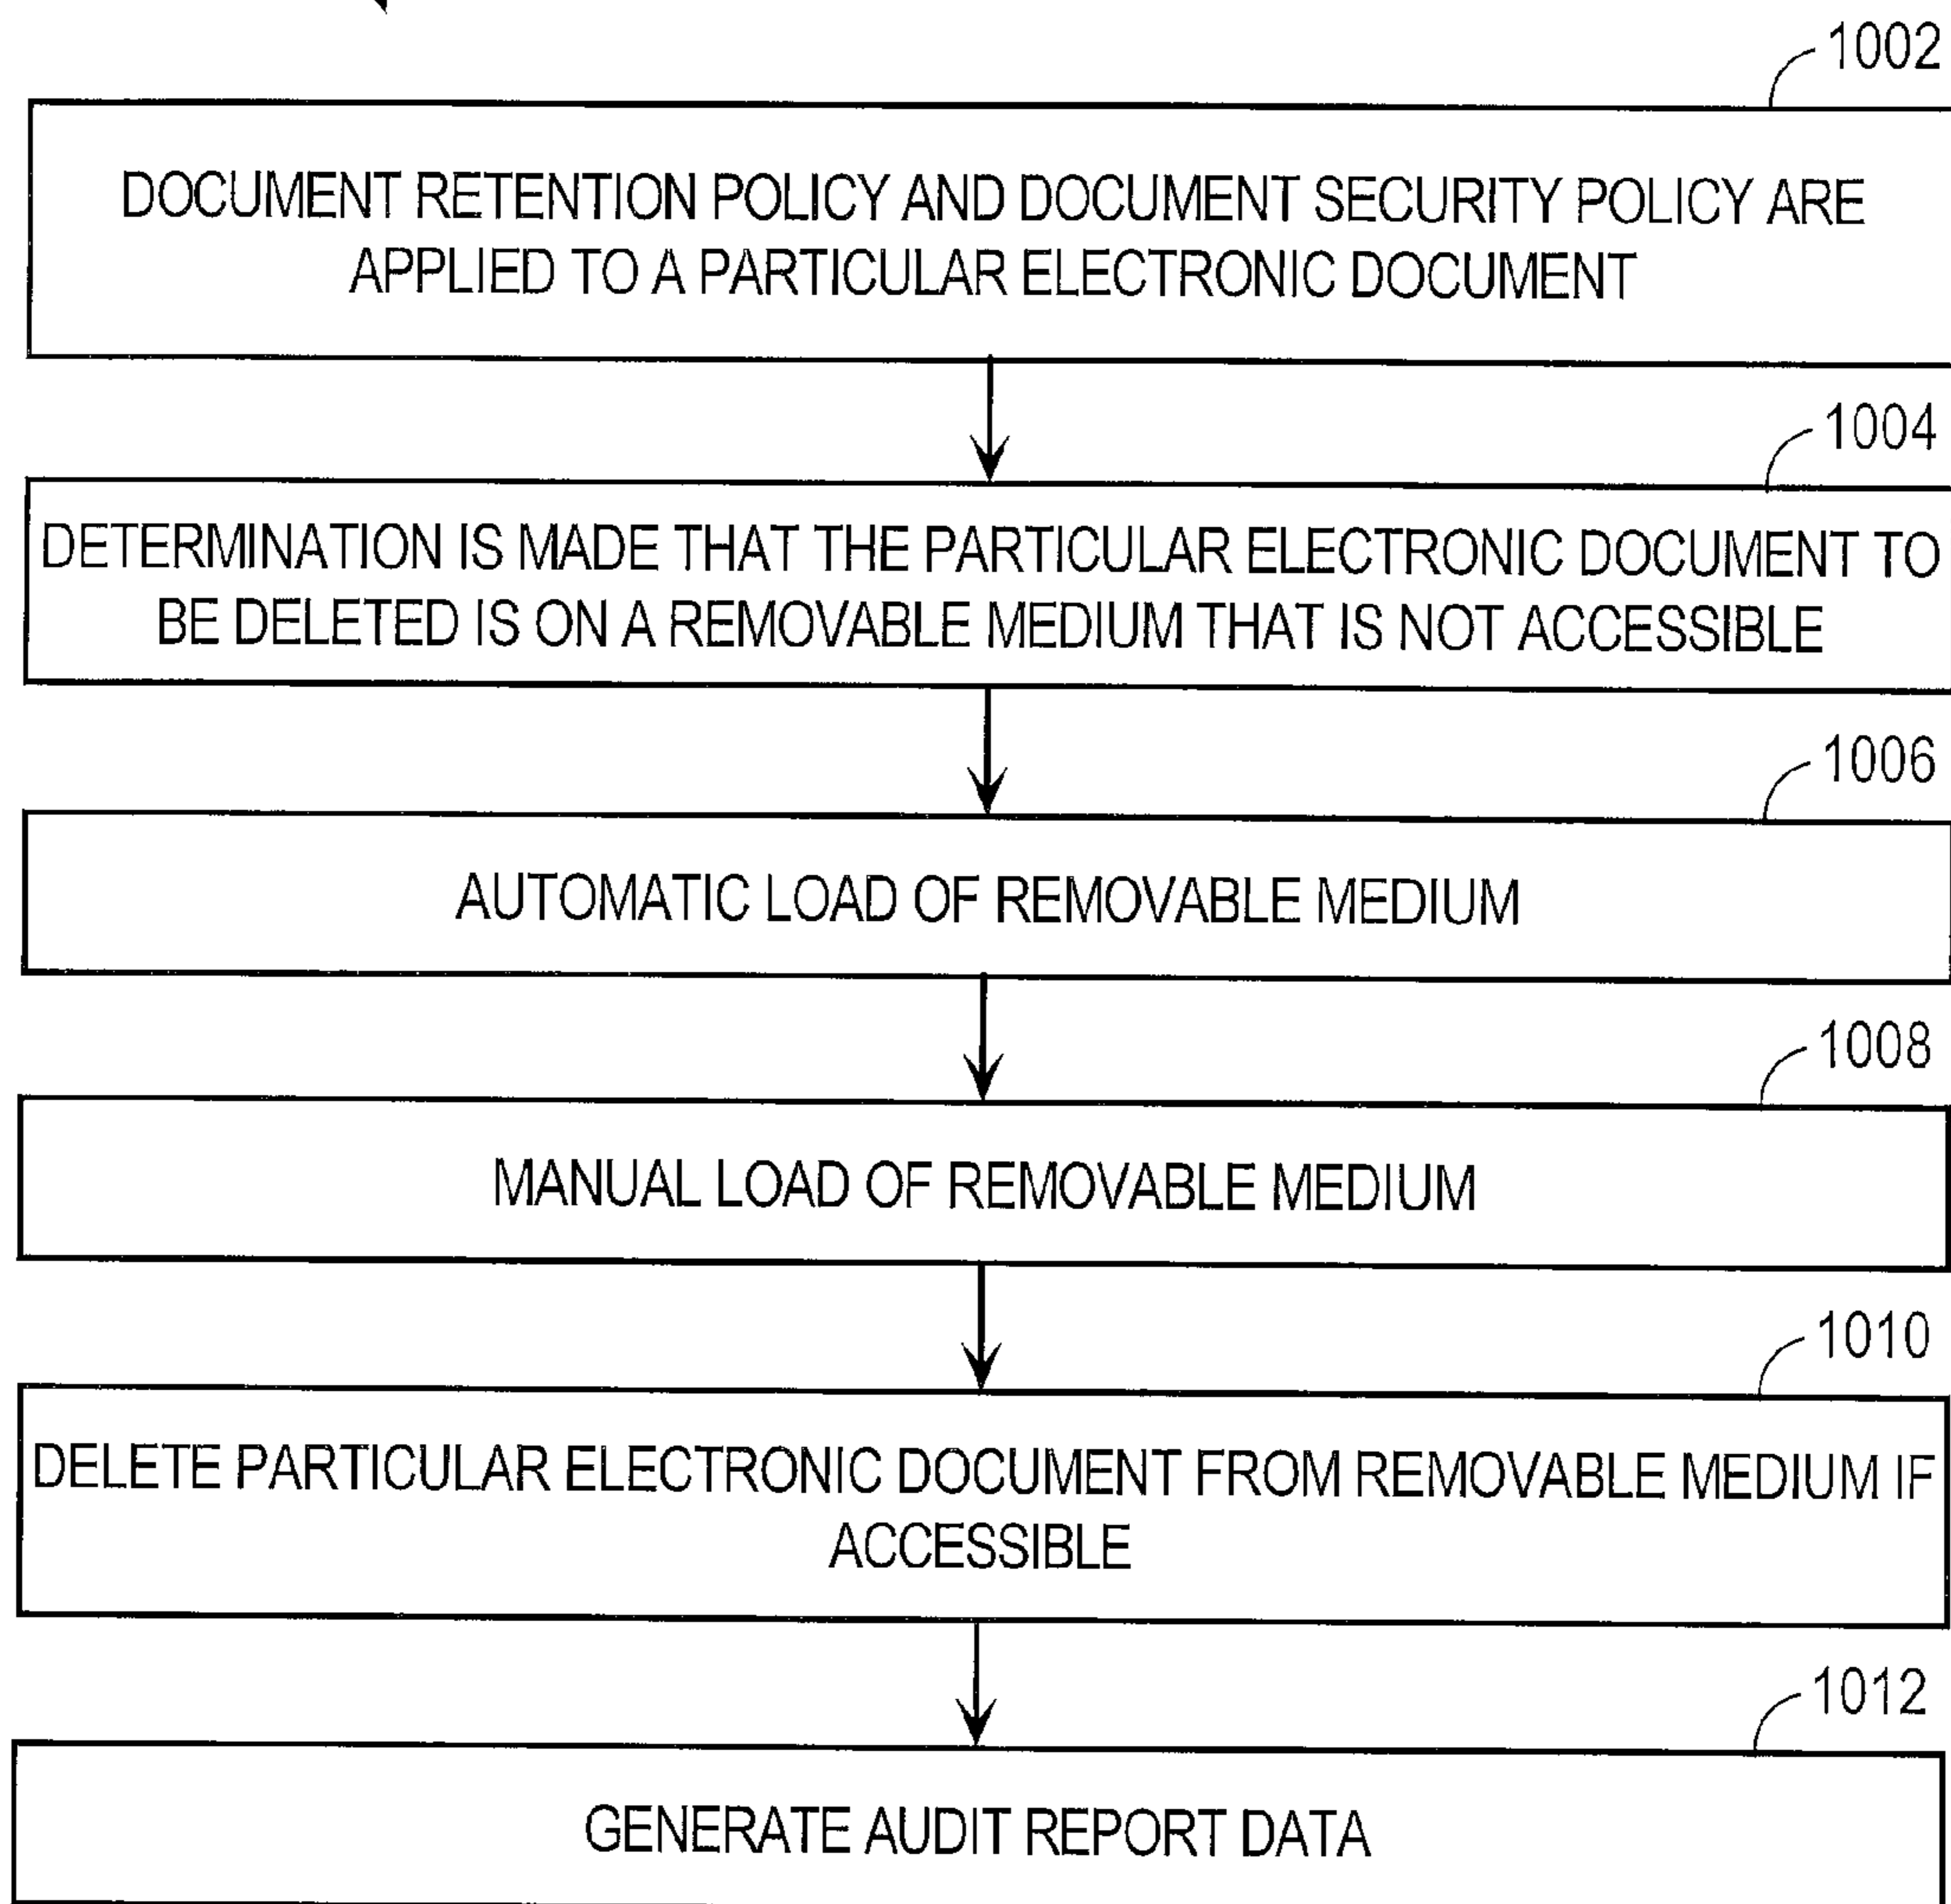 1002
DOCUMENT RETENTION POLICY AND DOCUMENT SECURITY POLICY ARE
APPLIED TO A PARTICULAR ELECTRONIC DOCUMENT
1004
DETERMINATION IS MADE THAT THE PARTICULAR ELECTRONIC DOCUMENT TO
BE DELETED IS ON A REMOVABLE MEDIUM THAT IS NOT ACCESSIBLE
1006
AUTOMATIC LOAD OF REMOVABLE MEDIUM
1008
MANUAL LOAD OF REMOVABLE MEDIUM
1010
DELETE PARTICULAR ELECTRONIC DOCUMENT FROM REMOVABLE MEDIUM IF
ACCESSIBLE
1012
GENERATE AUDIT REPORT DATA